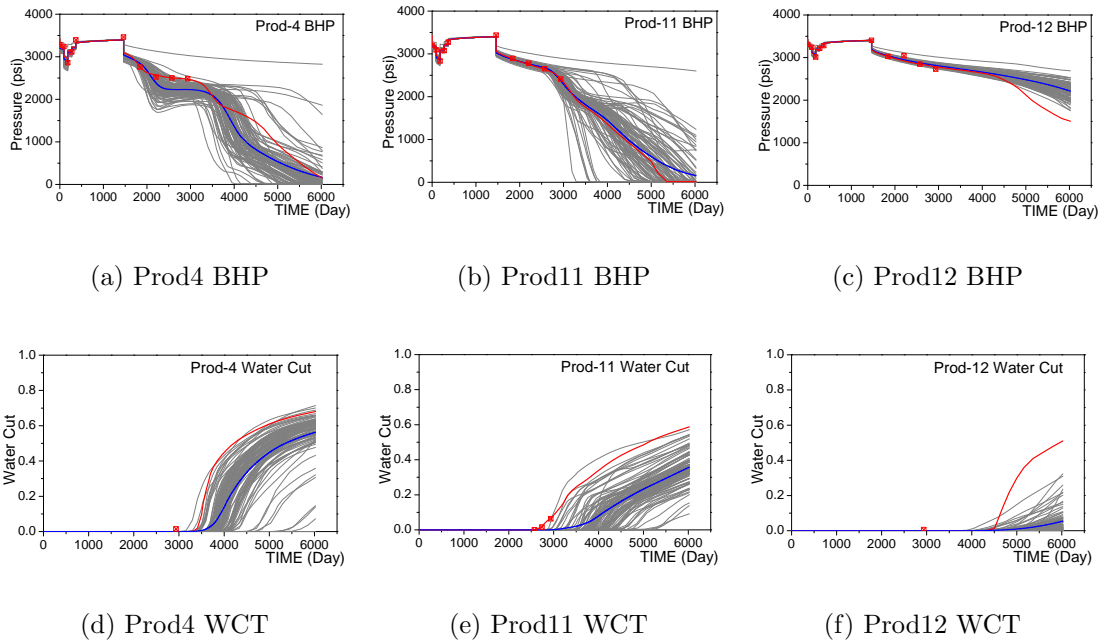 Prod-4 BHP
Pressure (psi)
4000
3000
2000
1000
0
0 1000 2000 3000 4000 5000 6000
TIME (Day)
(a) Prod4 BHP
Prod-11 BHP
Pressure (psi)
4000
3000
2000
1000
0
0 1000 2000 3000 4000 5000 6000
TIME (Day)
(b) Prod11 BHP
Prod-12 BHP
Pressure (psi)
4000
3000
2000
1000
0
0 1000 2000 3000 4000 5000 6000
TIME (Day)
(c) Prod12 BHP
Prod-4 Water Cut
Water Cut
1.0
0.8
0.6
0.4
0.2
0.0
0 1000 2000 3000 4000 5000 6000
TIME (Day)
(d) Prod4 WCT
Prod-11 Water Cut
Water Cut
1.0
0.8
0.6
0.4
0.2
0.0
0 1000 2000 3000 4000 5000 6000
TIME (Day)
(e) Prod11 WCT
Prod-12 Water Cut
Water Cut
1.0
0.8
0.6
0.4
0.2
0.0
0 1000 2000 3000 4000 5000 6000
TIME (Day)
(f) Prod12 WCT